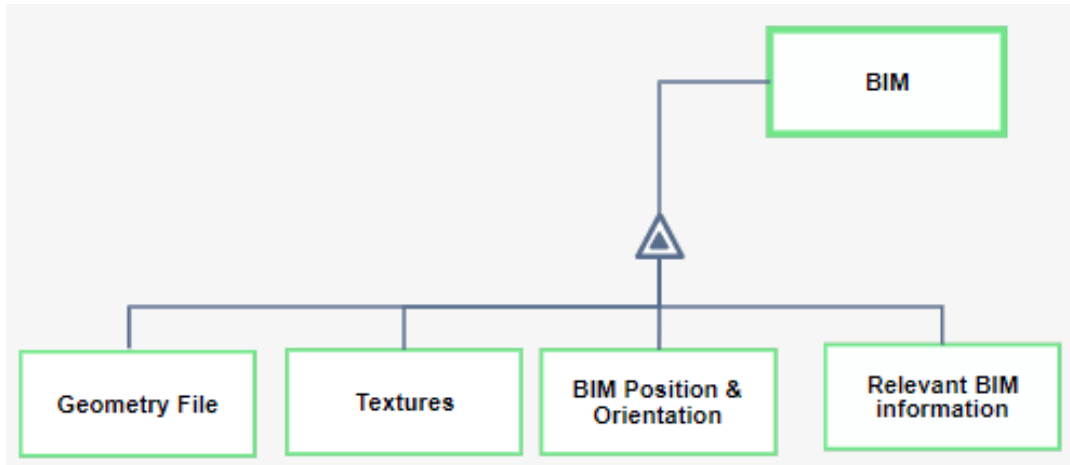 BIM
Geometry File
Textures
BIM Position &
Orientation
Relevant BIM
information